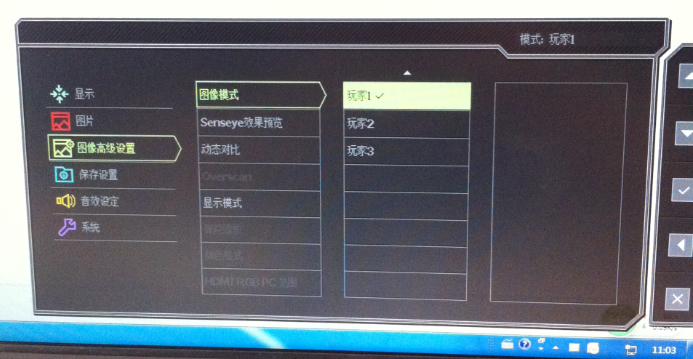 模式: 玩家1
显示
图片
图像高级设置
保存设置
音效设定
系统
图像模式
Senseye效果预览
动态对比
Overscan
显示模式
HDMI RGB PC 范围
玩家1
玩家2
玩家3
11:03